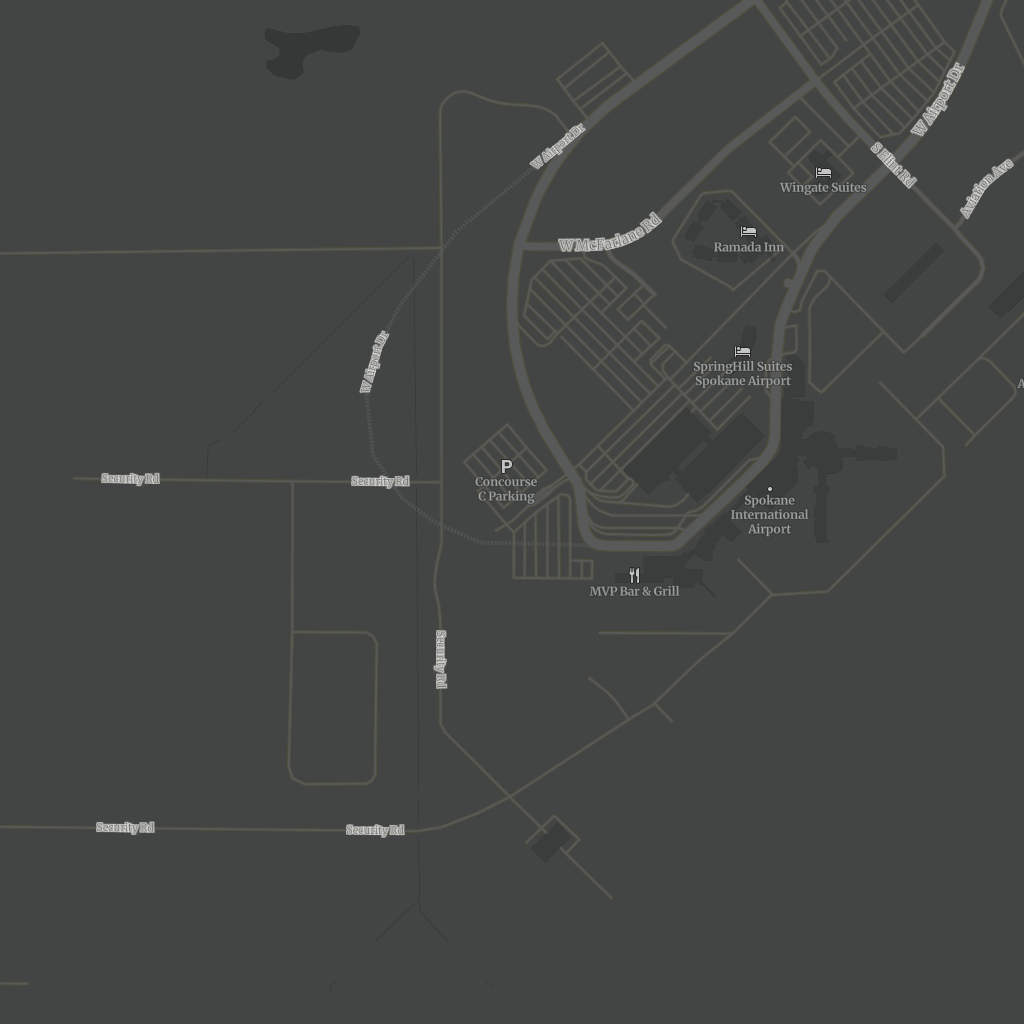 W Airport Dr
W Airport Dr
S Flint Rd
Aviation Ave
Wingate Suites
W McFarlane Rd
Ramada Inn
W Airport Dr
SpringHill Suites
Spokane Airport
A
P
Concourse
C Parking
Security Rd
Security Rd
Spokane
International
Airport
MVP Bar & Grill
Security Rd
Security Rd
Security Rd